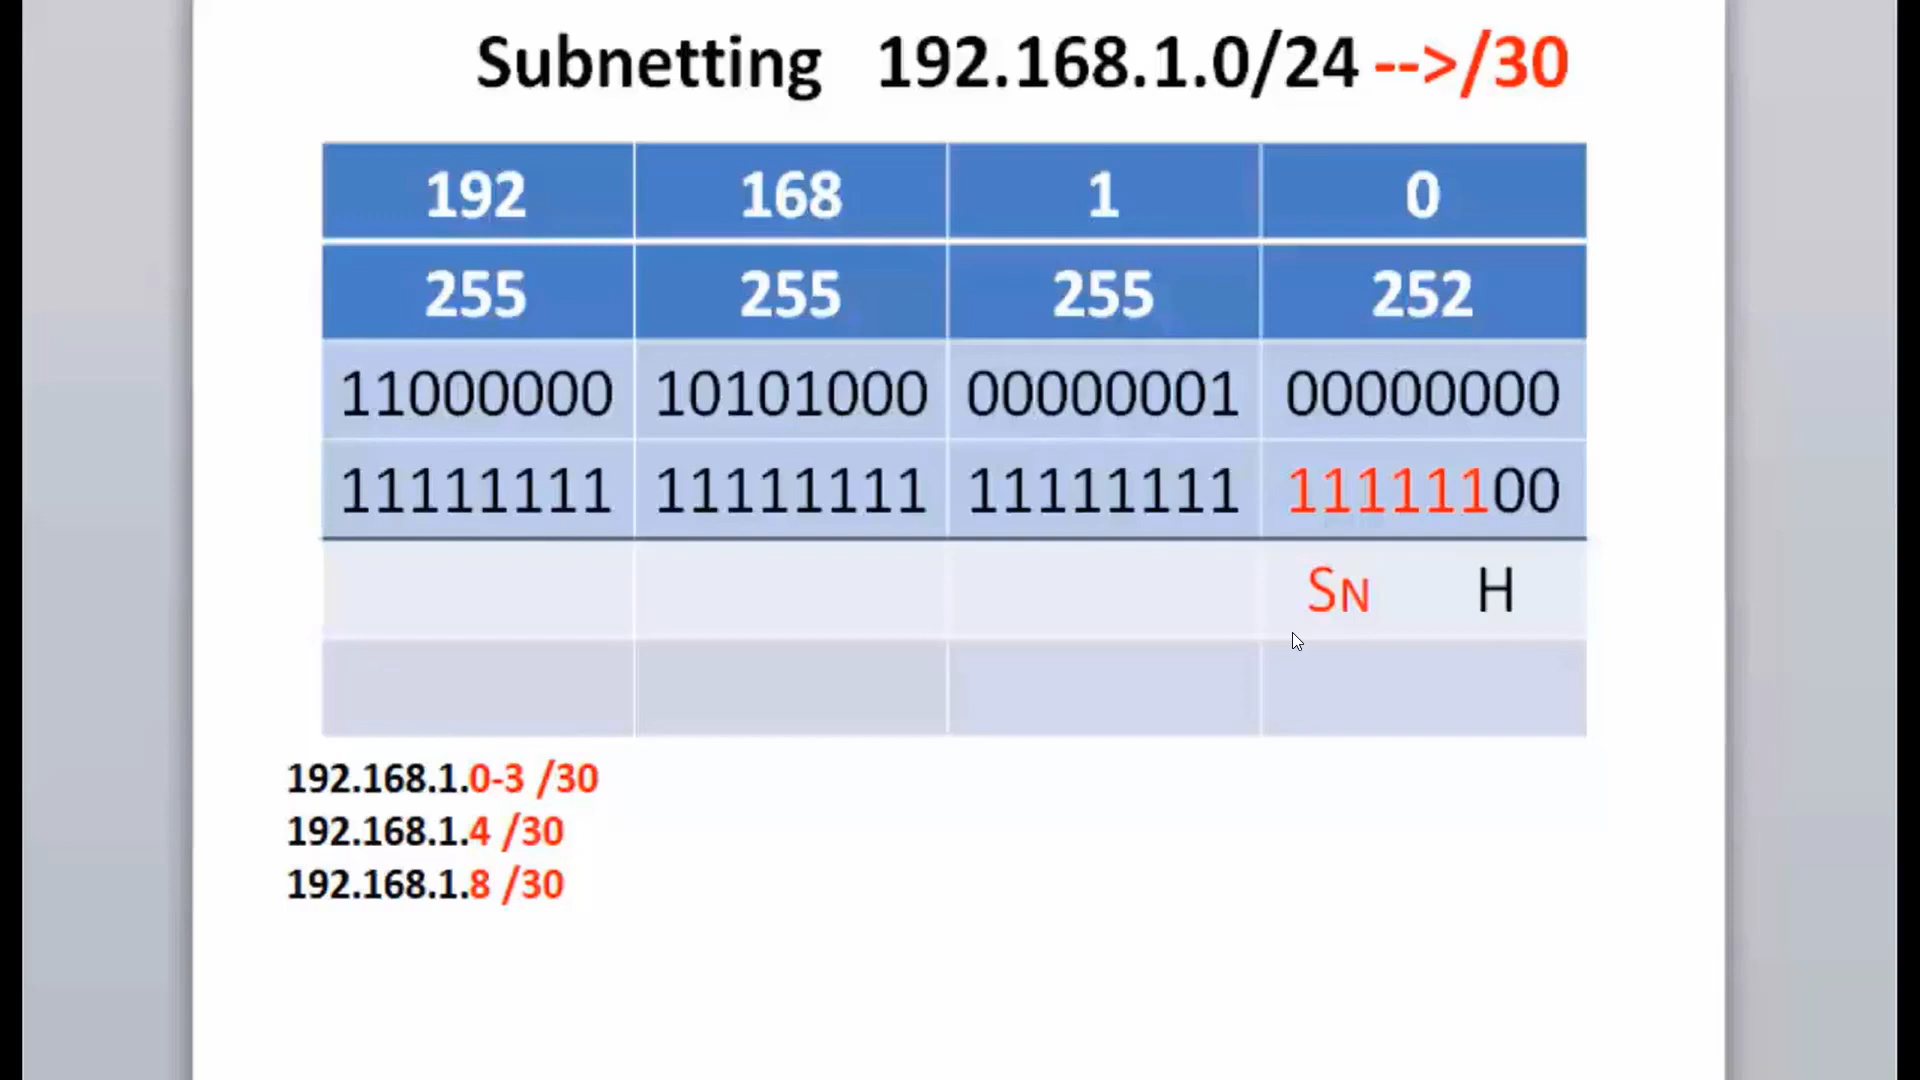 Subnetting 192.168.1.0/24 -->/30
192 168 1 0
255 255 255 252
11000000 10101000 00000001 00000000
11111111 11111111 11111111 11111100
SN H
192.168.1.0-3 /30
192.168.1.4 /30
192.168.1.8 /30